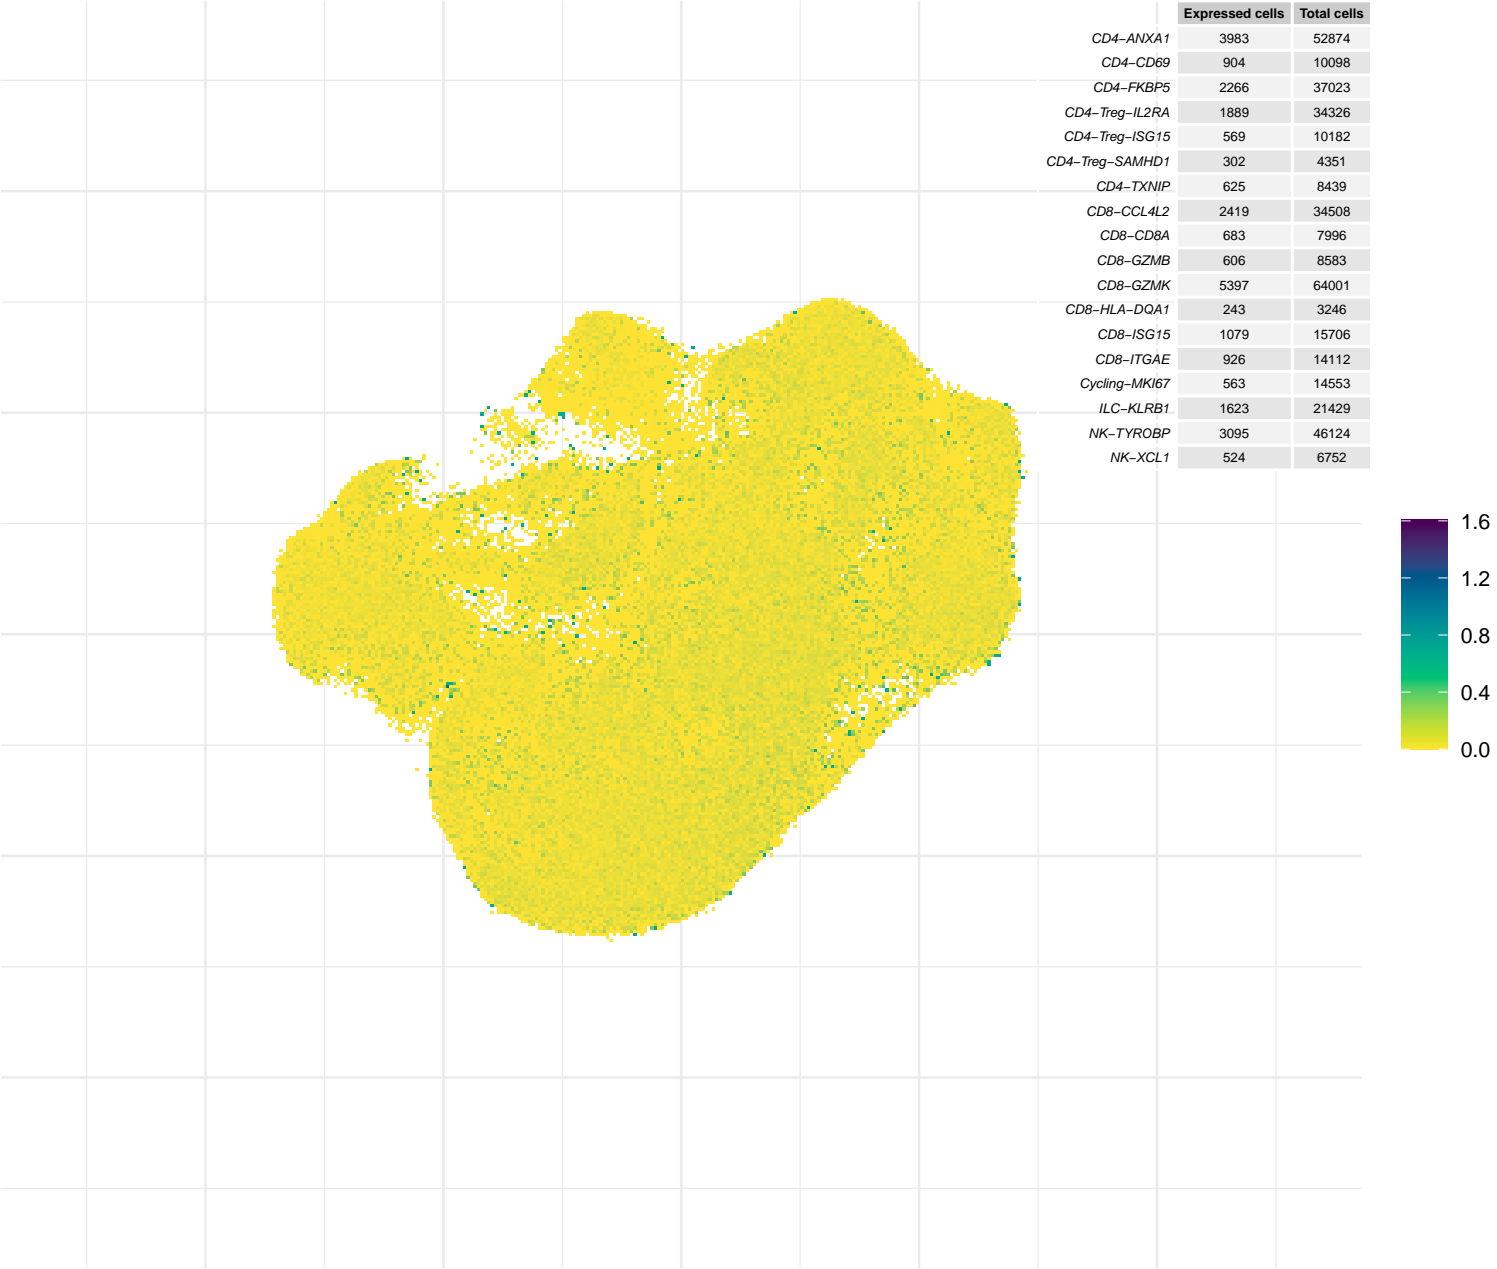 Expressed cells Total cells
CD4−ANXA1 3983 52874
CD4−CD69 904 10098
CD4−FKBP5 2266 37023
CD4−Treg−IL2RA 1889 34326
CD4−Treg−ISG15 569 10182
CD4−Treg−SAMHD1 302 4351
CD4−TXNIP 625 8439
CD8−CCL4L2 2419 34508
CD8−CD8A 683 7996
CD8−GZMB 606 8583
CD8−GZMK 5397 64001
CD8−HLA−DQA1 243 3246
CD8−ISG15 1079 15706
CD8−ITGAE 926 14112
Cycling−MKI67 563 14553
ILC−KLRB1 1623 21429
NK−TYROBP 3095 46124
NK−XCL1 524 6752
1.6
1.2
0.8
0.4
0.0